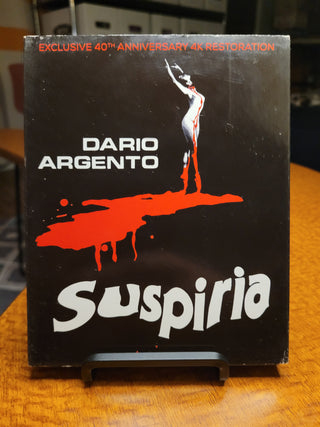 EXCLUSIVE 40TH ANNIVERSARY 4K RESTORATION
DARIO
ARGENTO
Suspiria